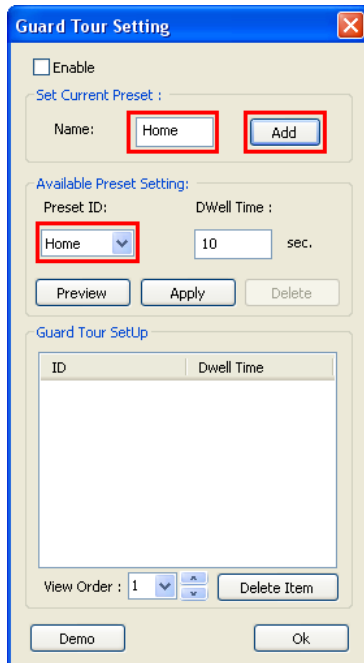 Guard Tour Setting
Enable
Set Current Preset :
Name: Home Add
Available Preset Setting:
Preset ID: DWell Time :
Home 10 sec.
Preview Apply Delete
Guard Tour SetUp
ID Dwell Time
View Order : 1 Delete Item
Demo Ok